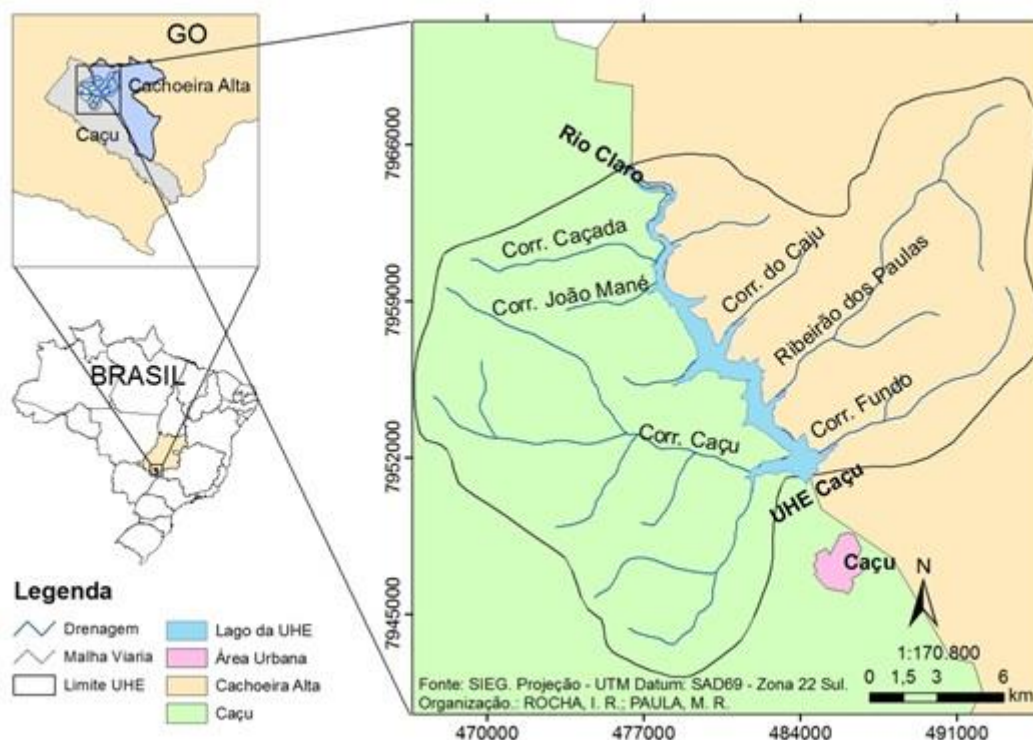 GO
Cachoeira Alta
Caçu
BRASIL
Legenda
Drenagem
Malha Viaria
Limite UHE
Lago da UHE
Área Urbana
Cachoeira Alta
Caçu
7966000
7959000
7952000
7945000
Rio Claro
Corr. Caçada
Corr. João Mané
Corr. do Caju
Ribeirão dos Paulas
Corr. Fundo
Corr. Caçu
UHE Caçu
Caçu
N
1:170.800
0 1,5 3 6
km
Fonte: SIEG. Projeção - UTM Datum: SAD69 - Zona 22 Sul.
Organização.: ROCHA, I. R.; PAULA, M. R.
470000 477000 484000 491000